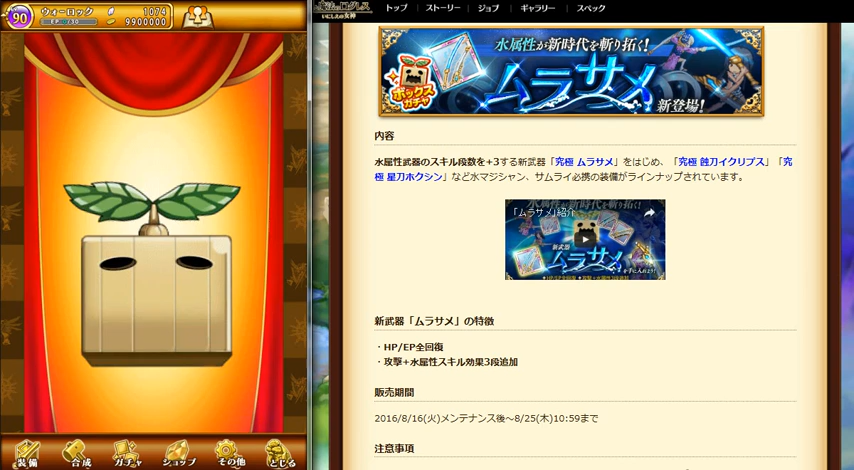 90
ウォーロック
1074
9900000
装備
合成
ガチャ
ショップ
その他
とじる
トップ
ストーリー
ジョブ
ギャラリー
スペック
水属性が新時代を斬り拓く!
ムラサメ
新登場!
ボックス
ガチャ
内容
水属性武器のスキル段数を+3する新武器「究極 ムラサメ」をはじめ、「究極 蝕刀イクリプス」「究
極 星刀ホクシン」など水マジシャン、サムライ必携の装備がラインナップされています。
「ムラサメ」紹介
新武器
ムラサメ
新武器「ムラサメ」の特徴
・HP/EP全回復
・攻撃+水属性スキル効果3段追加
販売期間
2016/8/16(火)メンテナンス後～8/25(木)10:59まで
注意事項